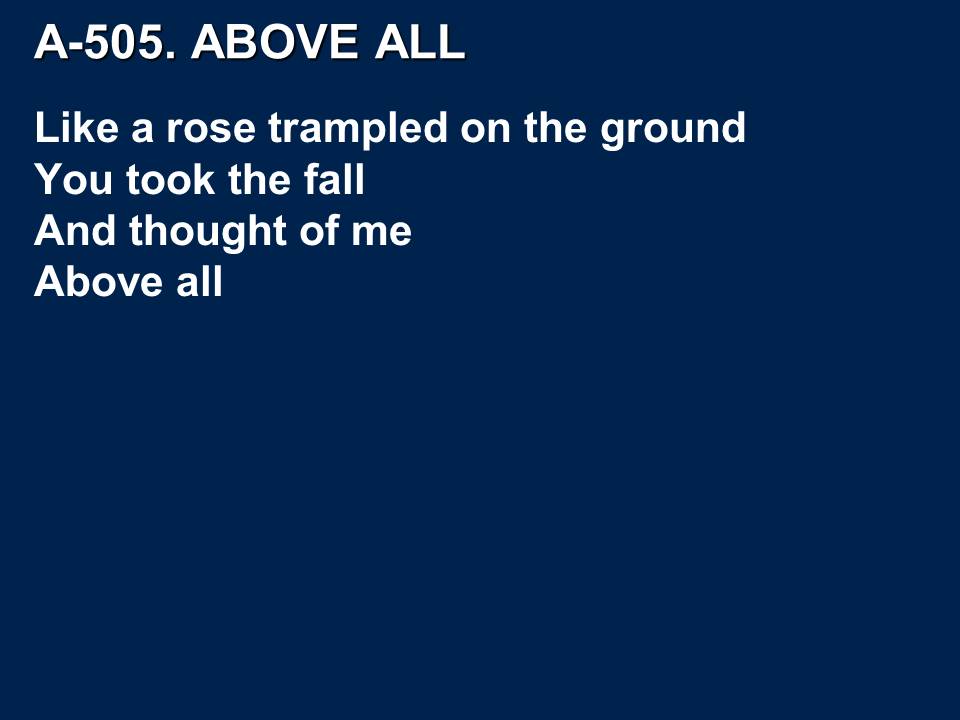 A-505. ABOVE ALL
Like a rose trampled on the ground
You took the fall
And thought of me
Above all